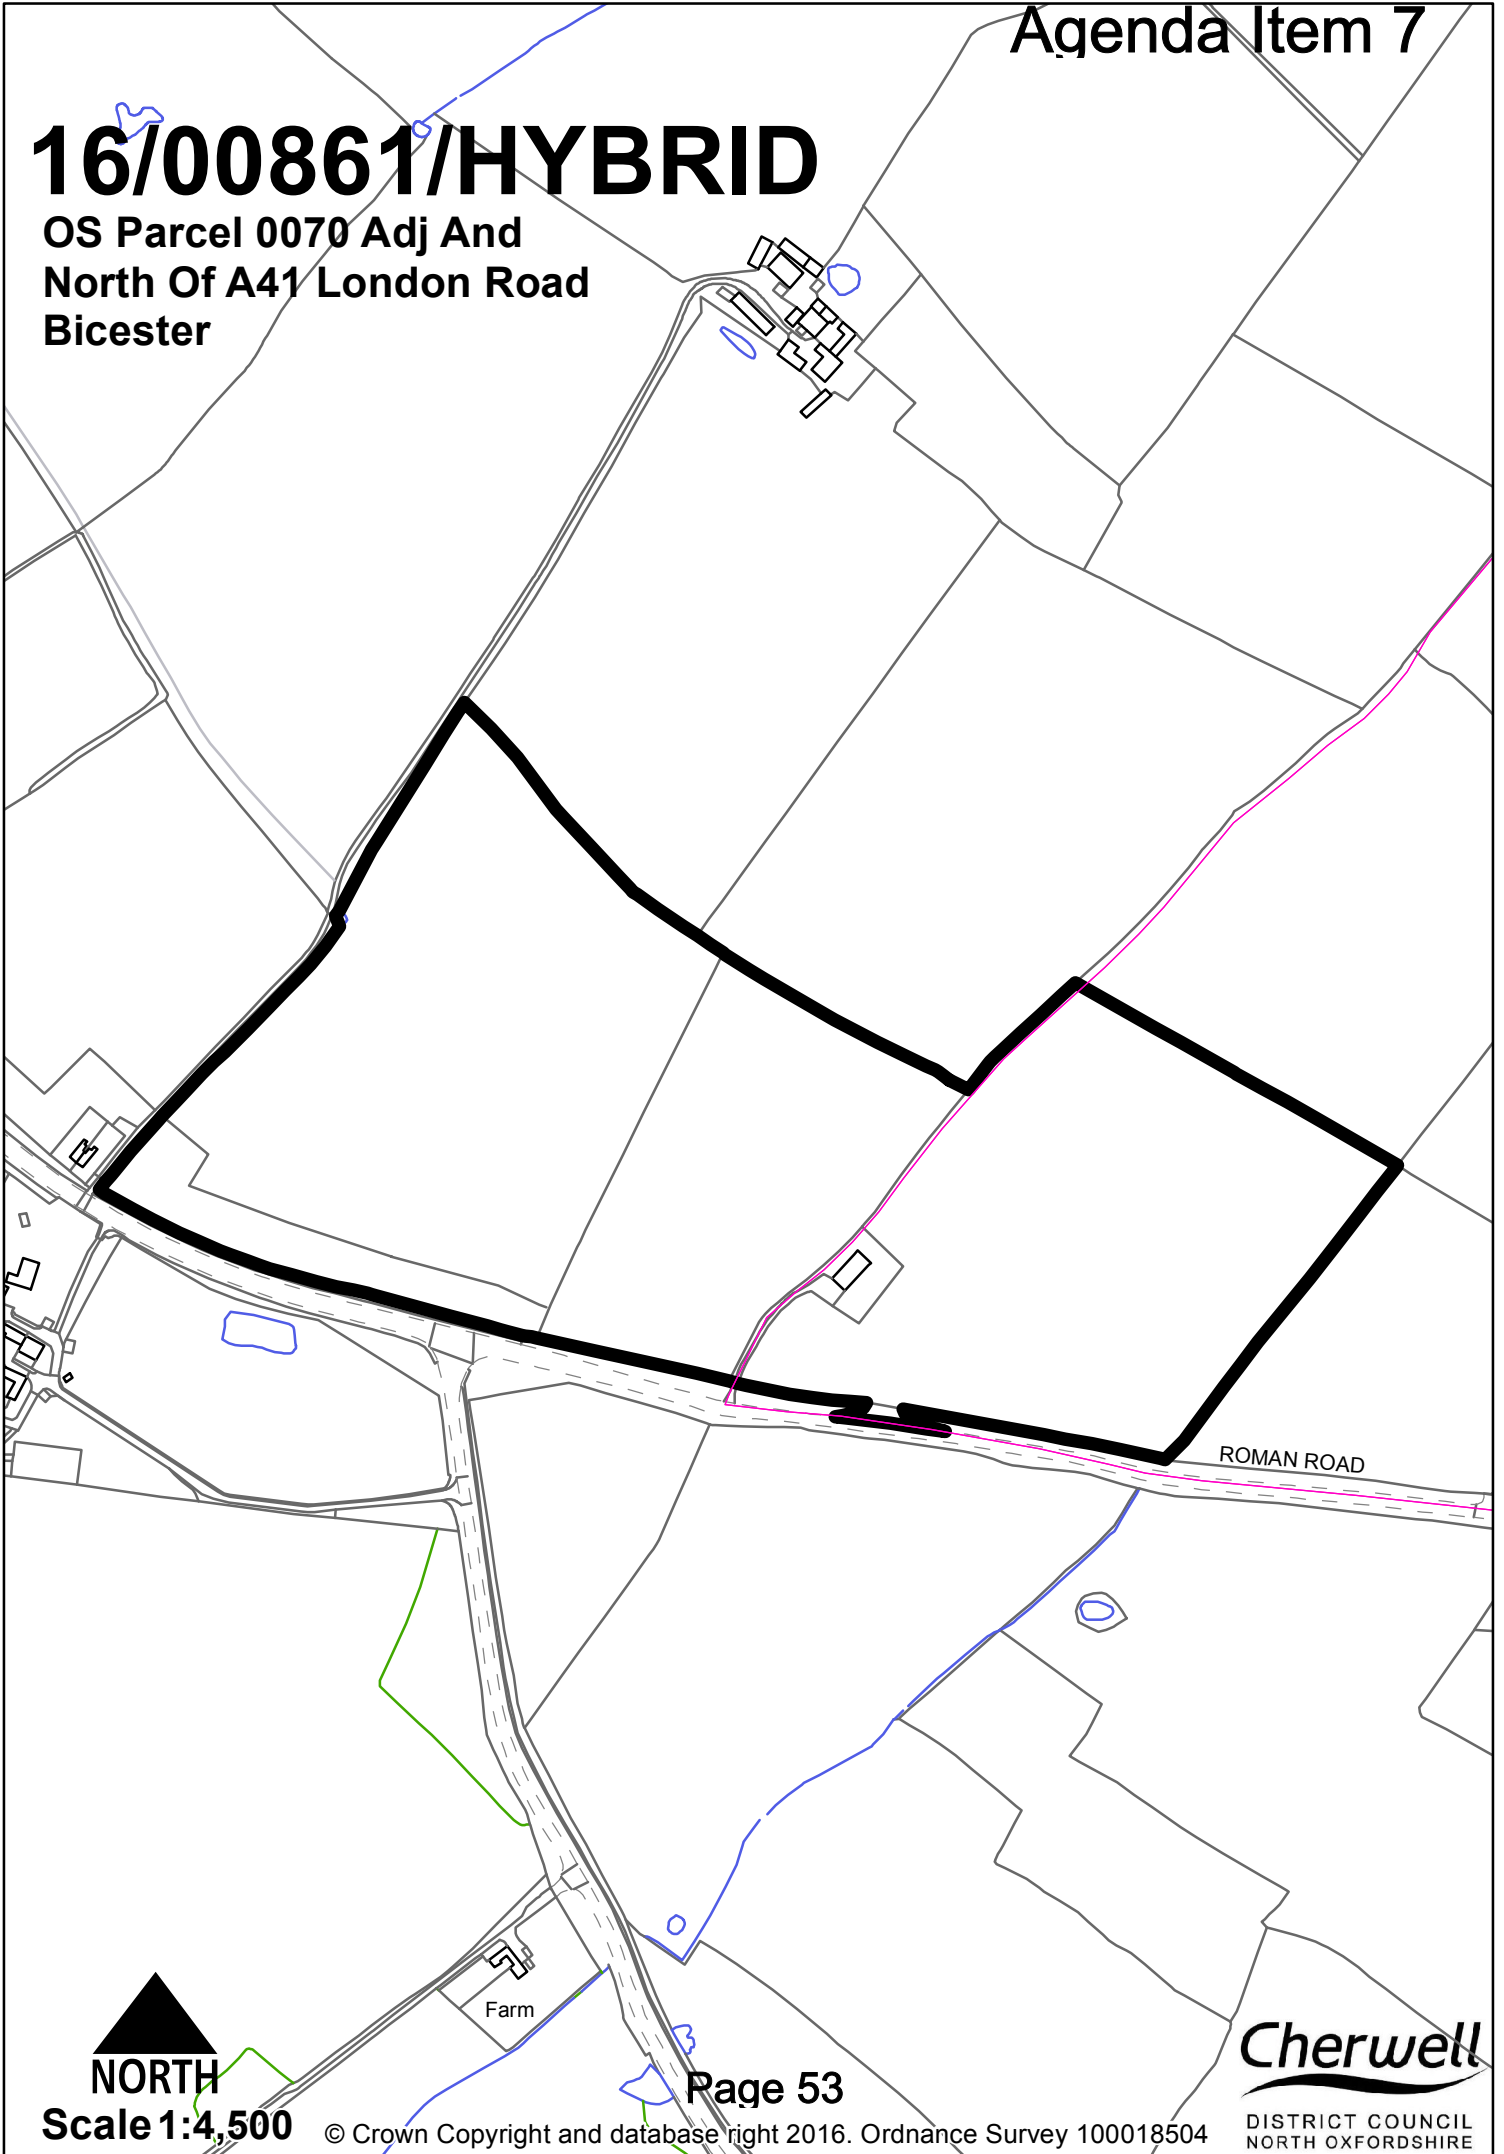 Agenda Item 7
16/00861/HYBRID
OS Parcel 0070 Adj And
North Of A41 London Road
Bicester
ROMAN ROAD
Farm
NORTH
Scale 1:4,500
Page 53
© Crown Copyright and database right 2016. Ordnance Survey 100018504
Cherwell
DISTRICT COUNCIL
NORTH OXFORDSHIRE